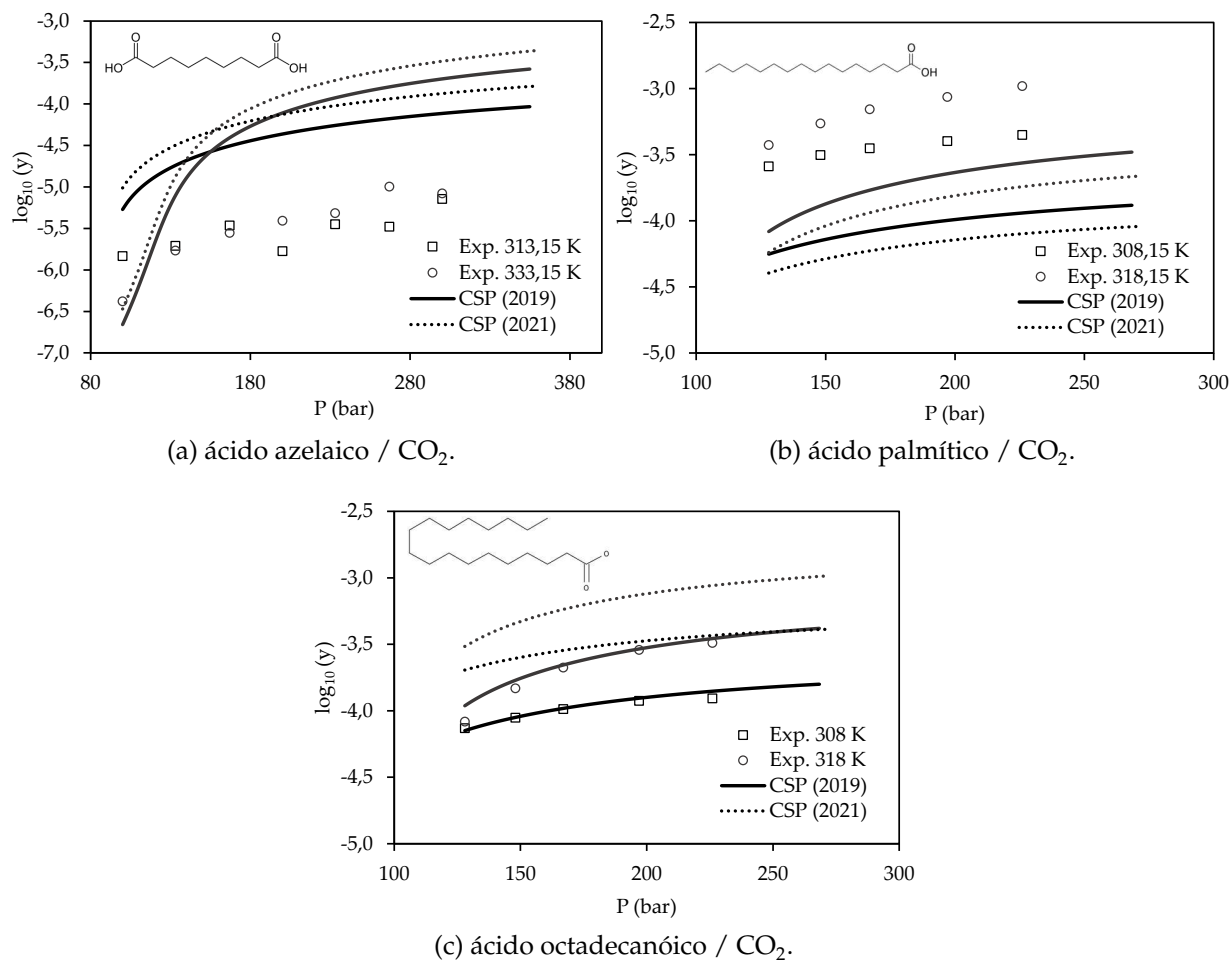 -3,0
-3,5
-4,0
-4,5
-5,0
-5,5
-6,0
-6,5
-7,0
log₁₀ (y)
O
O
HO
OH
Exp. 313,15 K
Exp. 333,15 K
CSP (2019)
CSP (2021)
80
180
280
380
P (bar)
(a) ácido azelaico / CO₂.
-2,5
-3,0
-3,5
-4,0
-4,5
-5,0
log₁₀ (y)
O
OH
Exp. 308,15 K
Exp. 318,15 K
CSP (2019)
CSP (2021)
100
150
200
250
300
P (bar)
(b) ácido palmítico / CO₂.
-2,5
-3,0
-3,5
-4,0
-4,5
-5,0
log₁₀ (y)
O
O
Exp. 308 K
Exp. 318 K
CSP (2019)
CSP (2021)
100
150
200
250
300
P (bar)
(c) ácido octadecanóico / CO₂.